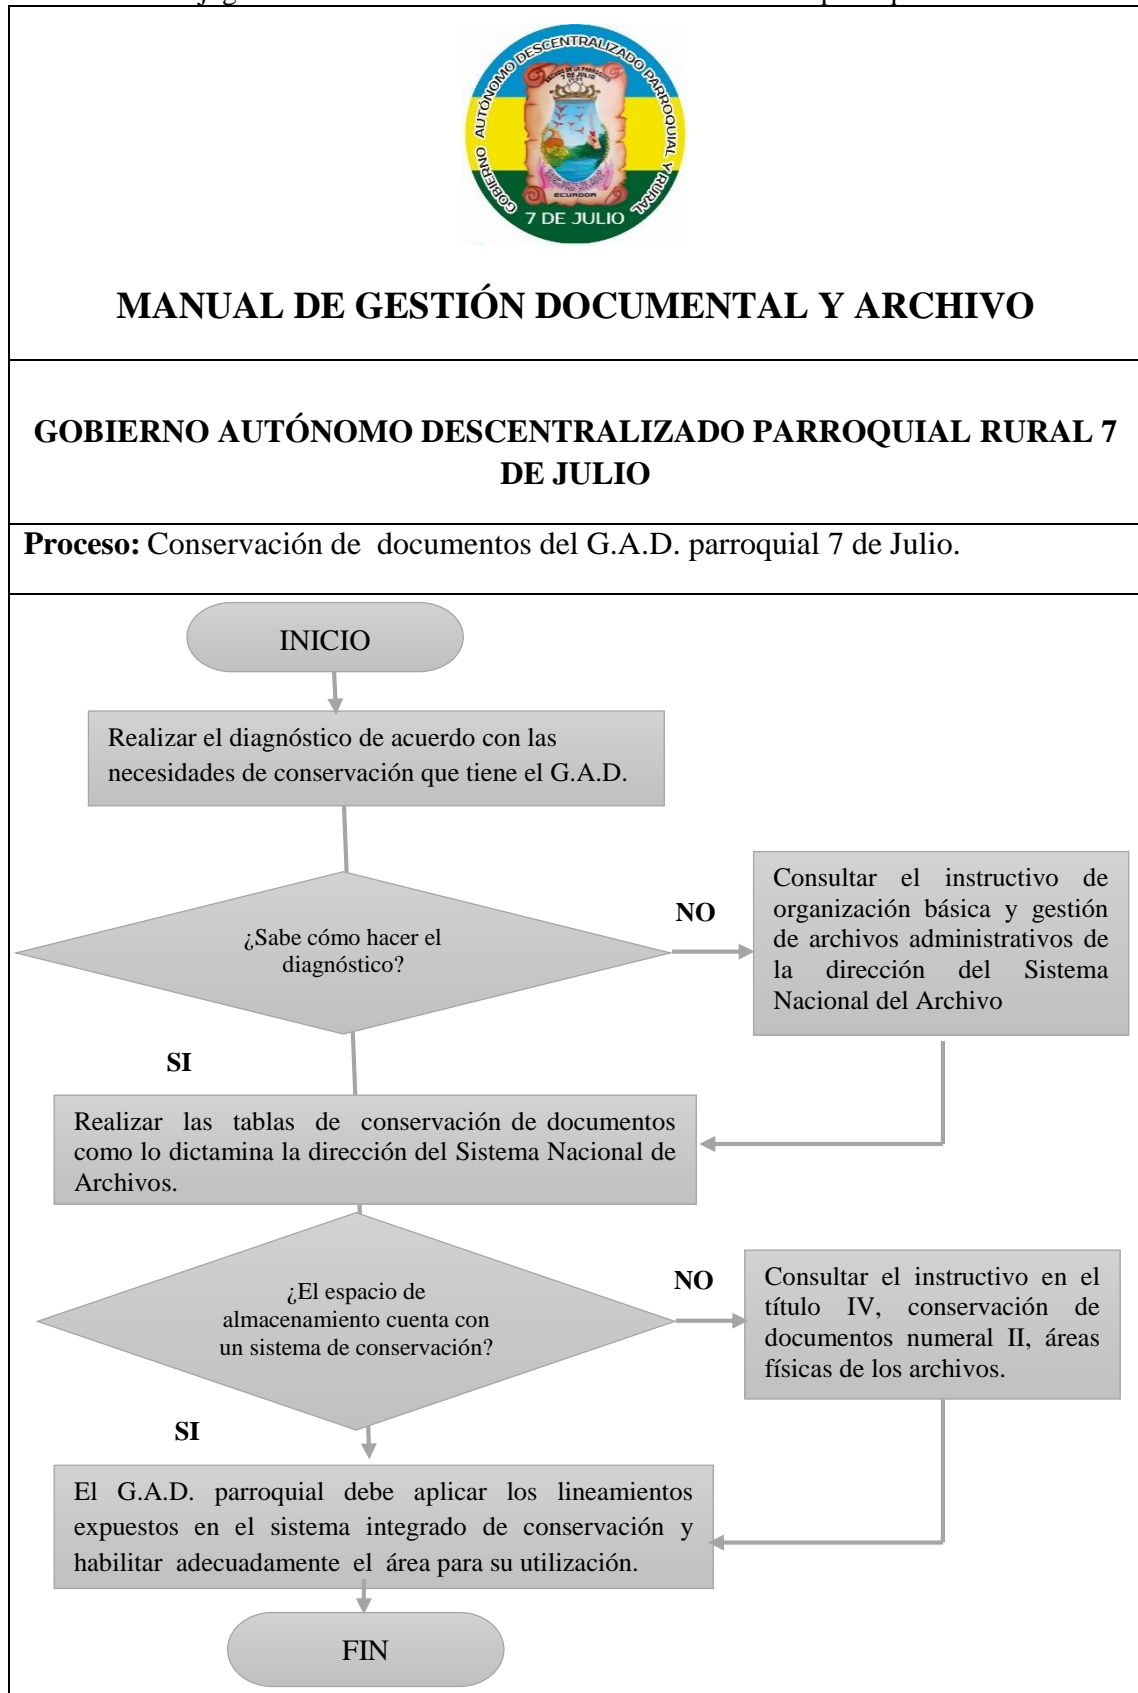 GOBIERNO AUTÓNOMO DESCENTRALIZADO PARROQUIAL Y RURAL
ESCUDO DE LA PARROQUIA
7 DE JULIO
ECUADOR
7 DE JULIO
MANUAL DE GESTIÓN DOCUMENTAL Y ARCHIVO
GOBIERNO AUTÓNOMO DESCENTRALIZADO PARROQUIAL RURAL 7
DE JULIO
Proceso: Conservación de documentos del G.A.D. parroquial 7 de Julio.
INICIO
Realizar el diagnóstico de acuerdo con las
necesidades de conservación que tiene el G.A.D.
¿Sabe cómo hacer el
diagnóstico?
NO
Consultar el instructivo de
organización básica y gestión
de archivos administrativos de
la dirección del Sistema
Nacional del Archivo
SI
Realizar las tablas de conservación de documentos
como lo dictamina la dirección del Sistema Nacional de
Archivos.
¿El espacio de
almacenamiento cuenta con
un sistema de conservación?
NO
Consultar el instructivo en el
título IV, conservación de
documentos numeral II, áreas
físicas de los archivos.
SI
El G.A.D. parroquial debe aplicar los lineamientos
expuestos en el sistema integrado de conservación y
habilitar adecuadamente el área para su utilización.
FIN